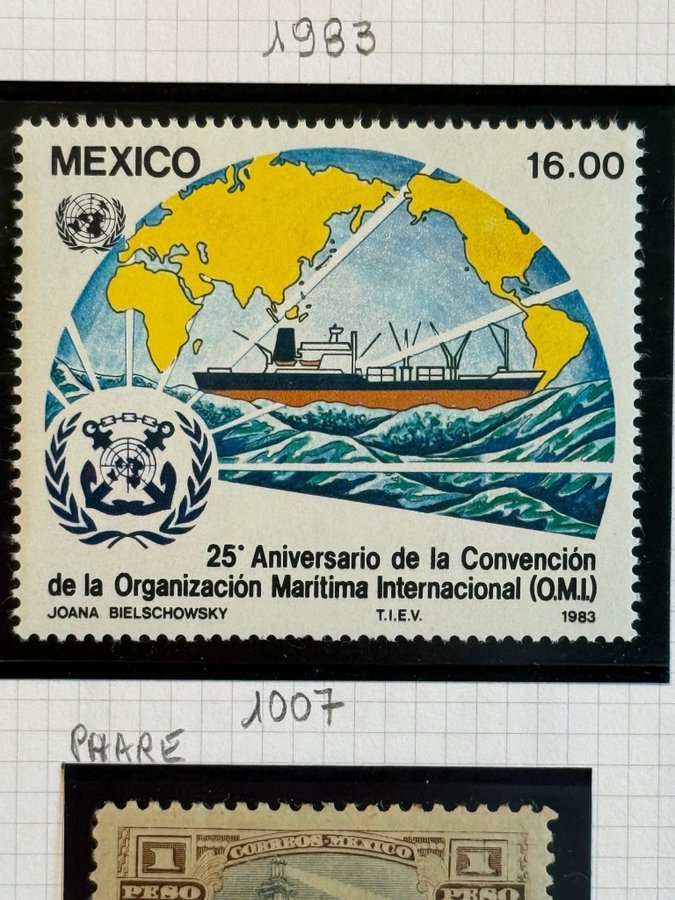 1983
MEXICO 16.00
25° Aniversario de la Convención
de la Organización Marítima Internacional (O.M.I.)
JOANA BIELSCHOWSKY T.I.E.V. 1983
1007
PHARE
CORREOS·MEXICO
1 1
PESO PESO